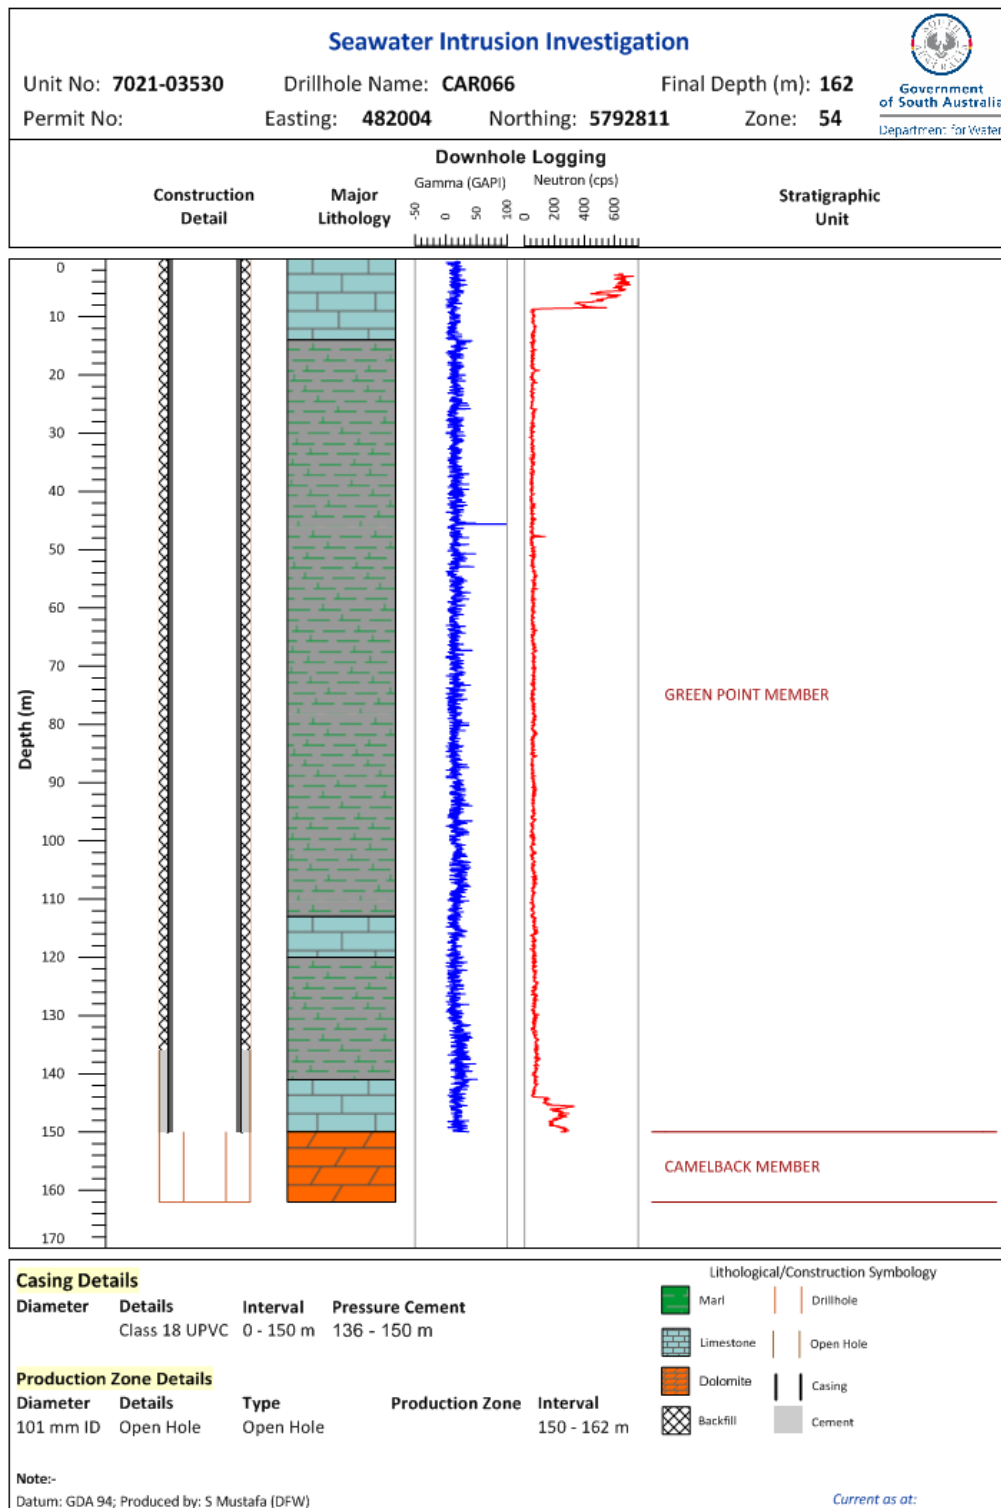 Seawater Intrusion Investigation
Unit No: 7021-03530 Drillhole Name: CAR066 Final Depth (m): 162
Permit No: Easting: 482004 Northing: 5792811 Zone: 54
SOUTH AUSTRALIA
Government
of South Australia
Department for Water
Downhole Logging
Construction Detail
Major Lithology
Gamma (GAPI)
-50 0 50 100
Neutron (cps)
0 200 400 600
Stratigraphic Unit
Depth (m)
0
10
20
30
40
50
60
70
80
90
100
110
120
130
140
150
160
170
GREEN POINT MEMBER
CAMELBACK MEMBER
Casing Details
Diameter Details Interval Pressure Cement
Class 18 UPVC 0 - 150 m 136 - 150 m
Production Zone Details
Diameter Details Type Production Zone Interval
101 mm ID Open Hole Open Hole 150 - 162 m
Note:-
Datum: GDA 94; Produced by: S Mustafa (DFW)
Lithological/Construction Symbology
Marl Drillhole
Limestone Open Hole
Dolomite Casing
Backfill Cement
Current as at: